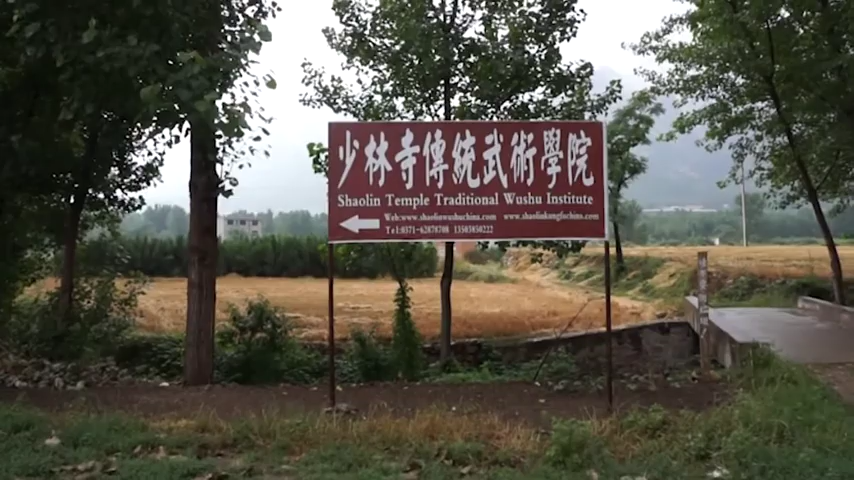 少林寺傳統武術學院
Shaolin Temple Traditional Wushu Institute
Web:www.shaolinwushuchina.com www.shaolinkungfuchina.com
Tel:0371-62878708 13503850222